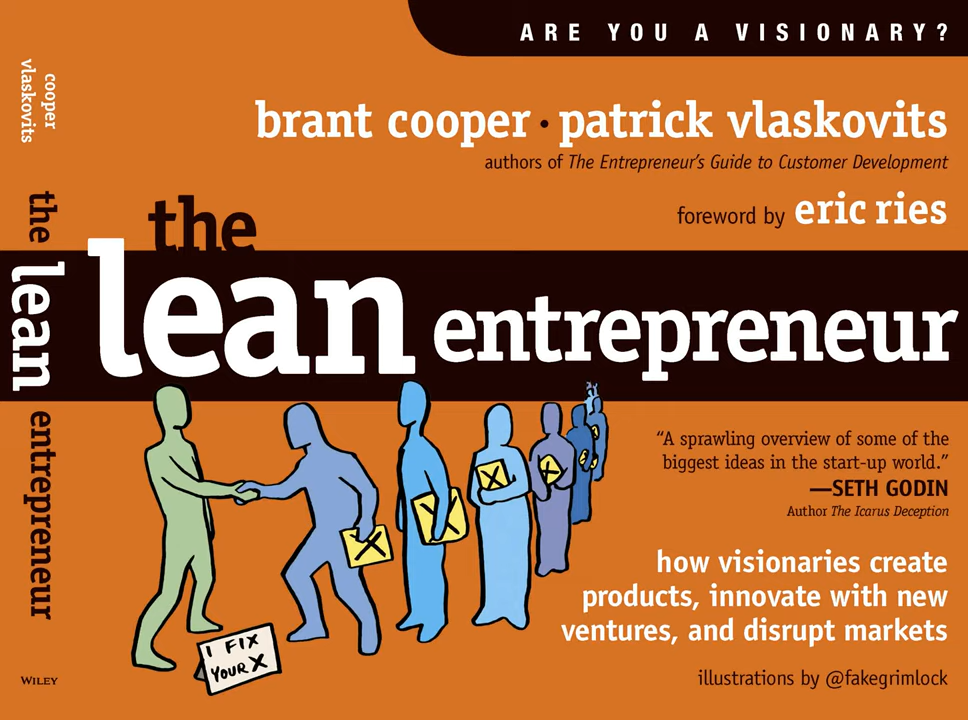 ARE YOU A VISIONARY?
brant cooper • patrick vlaskovits
authors of The Entrepreneur's Guide to Customer Development
foreword by eric ries
the
lean entrepreneur
"A sprawling overview of some of the
biggest ideas in the start-up world."
—SETH GODIN
Author The Icarus Deception
how visionaries create
products, innovate with new
ventures, and disrupt markets
illustrations by @fakegrimlock
X
X
X
X
I FIX
YOUR X
cooper
vlaskovits
the lean entrepreneur
WILEY